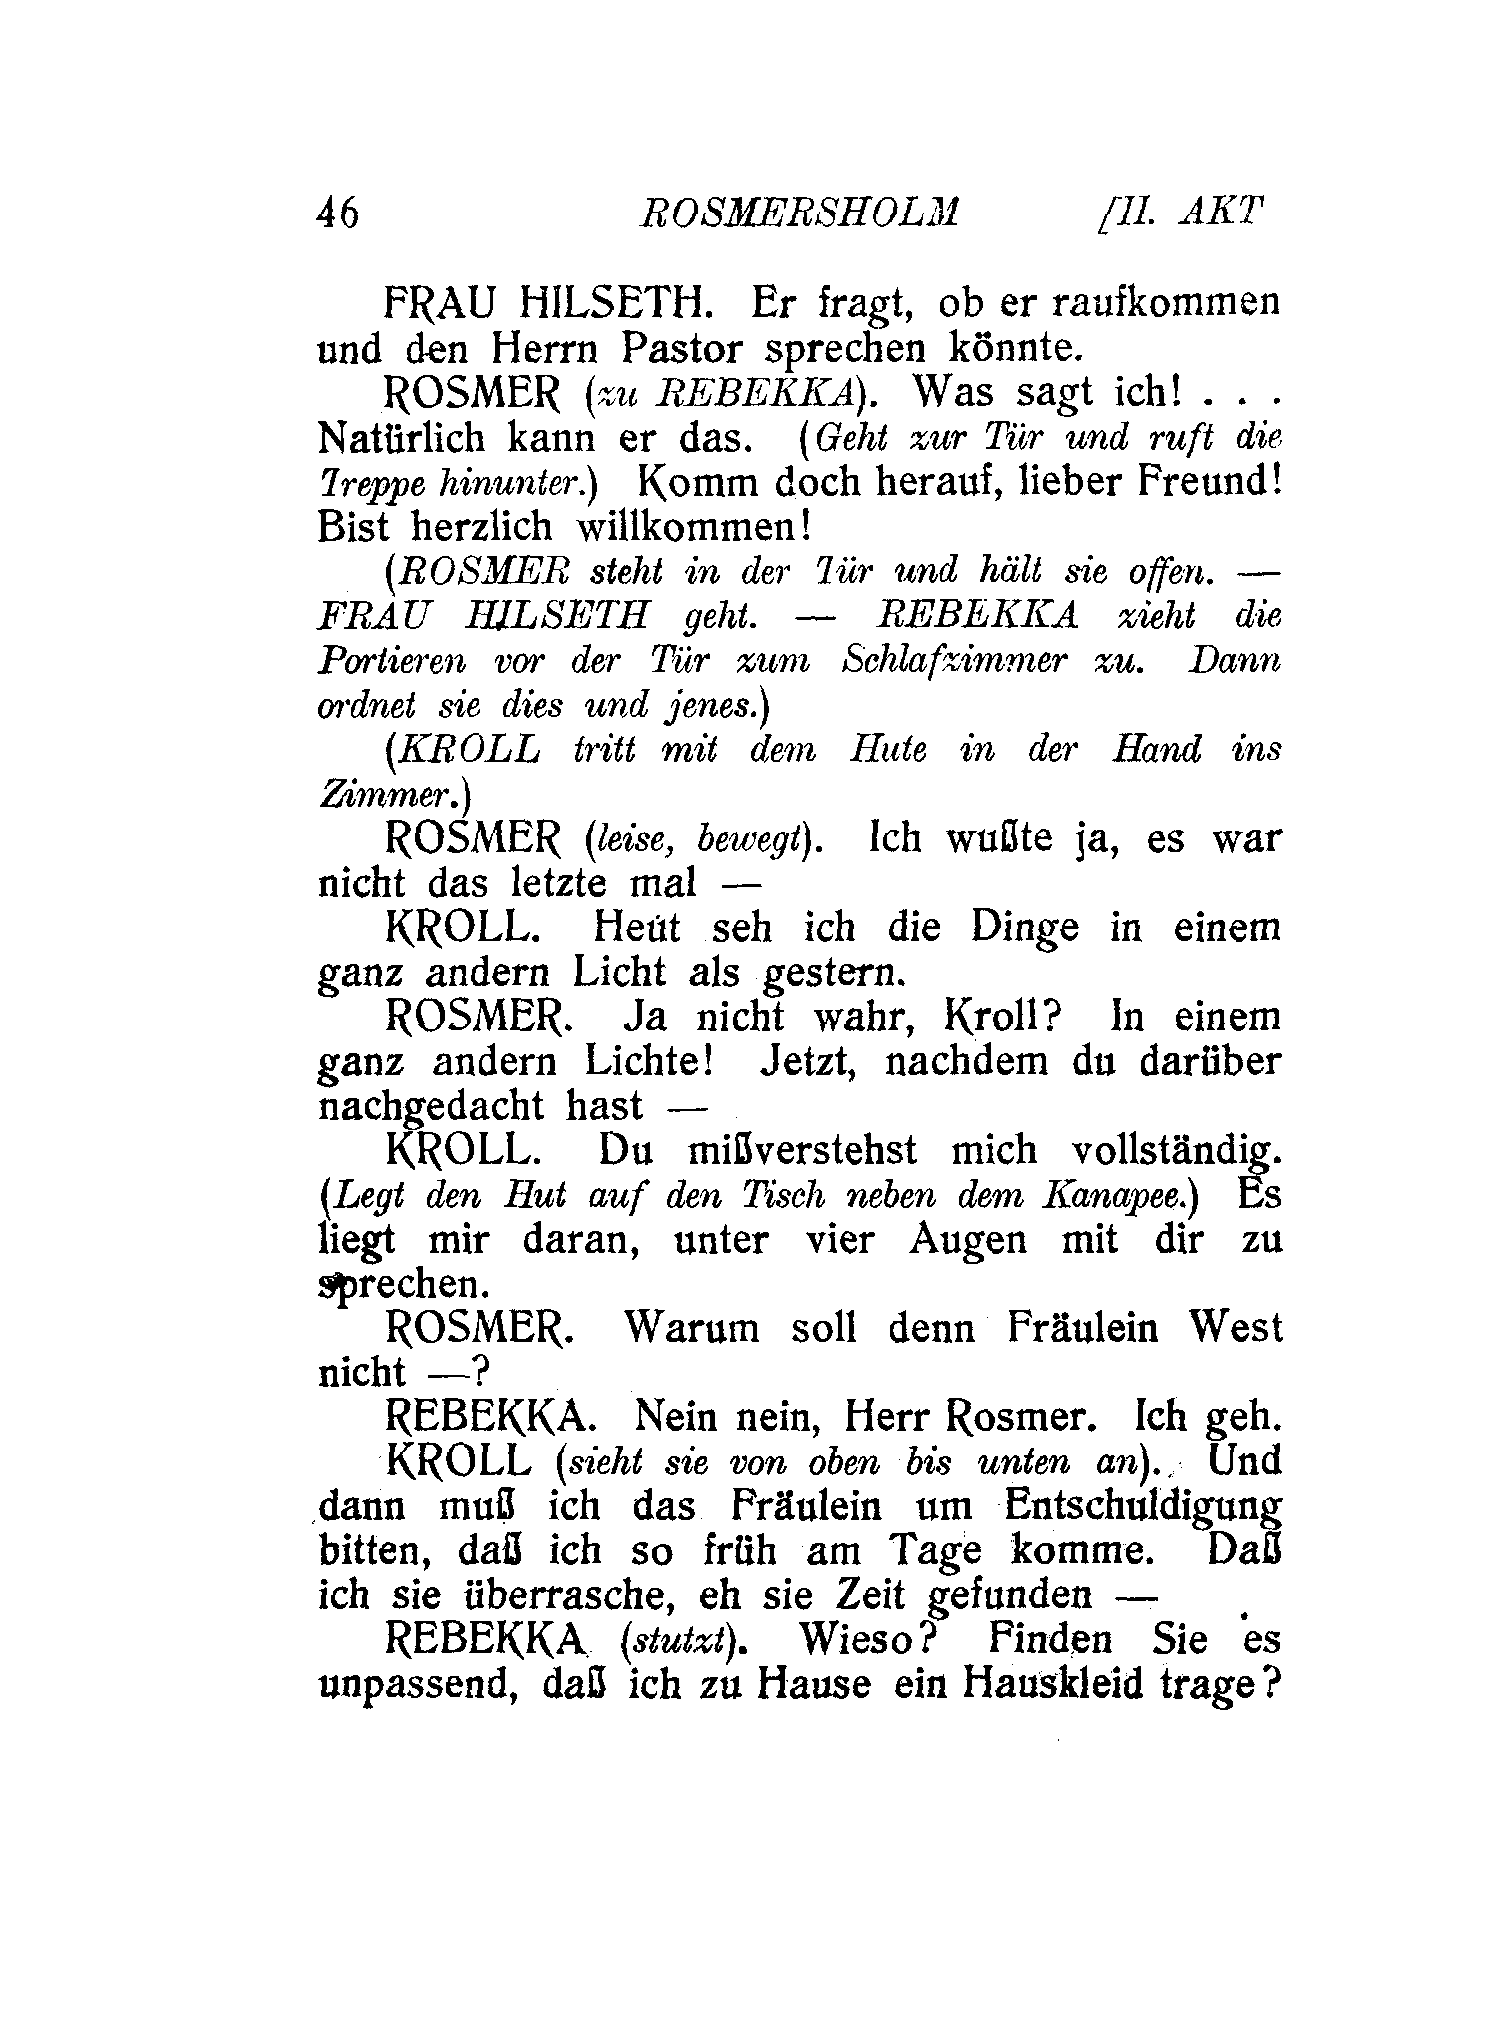 46 ROSMERSHOLM [II. AKT
FRAU HILSETH. Er fragt, ob er raufkommen
und den Herrn Pastor sprechen könnte.
ROSMER (zu REBEKKA). Was sagt ich! . . .
Natürlich kann er das. (Geht zur Tür und ruft die
Treppe hinunter.) Komm doch herauf, lieber Freund!
Bist herzlich willkommen!
(ROSMER steht in der Tür und hält sie offen. —
FRAU HILSETH geht. — REBEKKA zieht die
Portieren vor der Tür zum Schlafzimmer zu. Dann
ordnet sie dies und jenes.)
(KROLL tritt mit dem Hute in der Hand ins
Zimmer.)
ROSMER (leise, bewegt). Ich wußte ja, es war
nicht das letzte mal —
KROLL. Heut seh ich die Dinge in einem
ganz andern Licht als gestern.
ROSMER. Ja nicht wahr, Kroll? In einem
ganz andern Lichte! Jetzt, nachdem du darüber
nachgedacht hast —
KROLL. Du mißverstehst mich vollständig.
(Legt den Hut auf den Tisch neben dem Kanapee.) Es
liegt mir daran, unter vier Augen mit dir zu
sprechen.
ROSMER. Warum soll denn Fräulein West
nicht —?
REBEKKA. Nein nein, Herr Rosmer. Ich geh.
KROLL (sieht sie von oben bis unten an). Und
dann muß ich das Fräulein um Entschuldigung
bitten, daß ich so früh am Tage komme. Daß
ich sie überrasche, eh sie Zeit gefunden —
REBEKKA (stutzt). Wieso? Finden Sie es
unpassend, daß ich zu Hause ein Hauskleid trage?